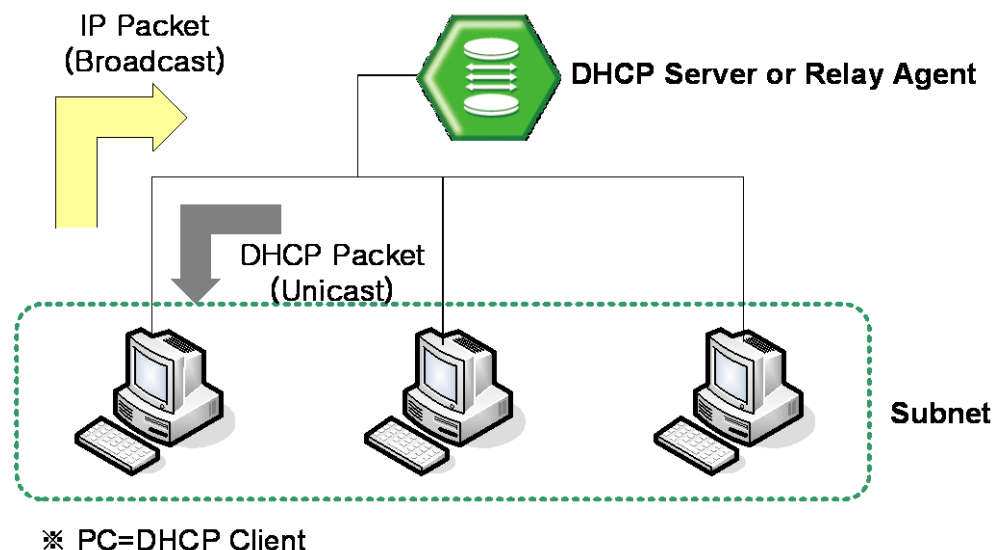 IP Packet
(Broadcast)
DHCP Server or Relay Agent
DHCP Packet
(Unicast)
Subnet
※ PC=DHCP Client